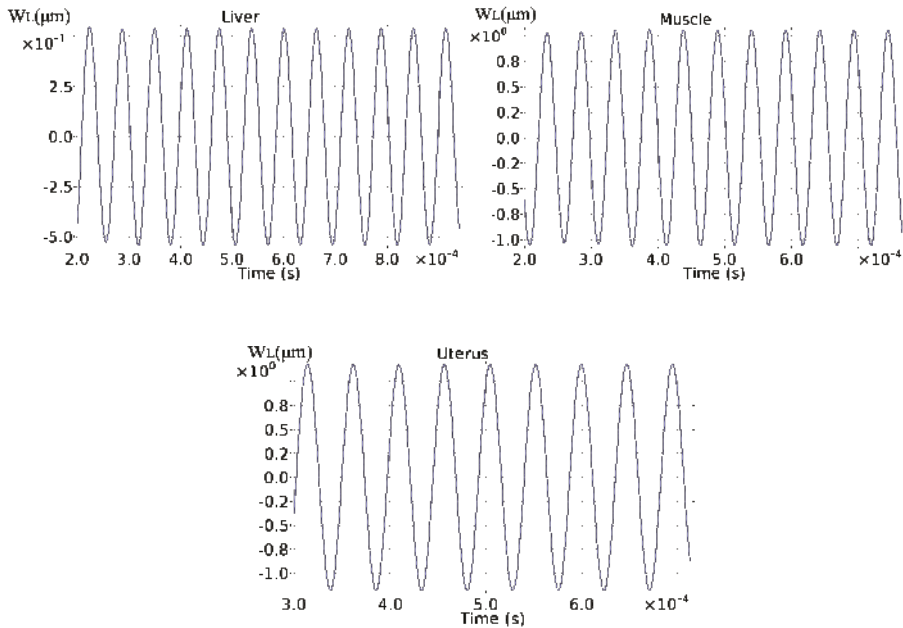 WL(μm)
Liver
×10⁻¹
2.5
0.0
-2.5
-5.0
2.0 3.0 4.0 5.0 6.0 7.0 8.0 ×10⁻⁴
Time (s)
WL(μm)
Muscle
×10⁰
0.8
0.5
0.2
0.0
-0.2
-0.5
-0.8
-1.0
2.0 3.0 4.0 5.0 6.0 ×10⁻⁴
Time (s)
WL(μm)
Uterus
×10⁰
0.8
0.5
0.2
0.0
-0.2
-0.5
-0.8
-1.0
3.0 4.0 5.0 6.0 ×10⁻⁴
Time (s)